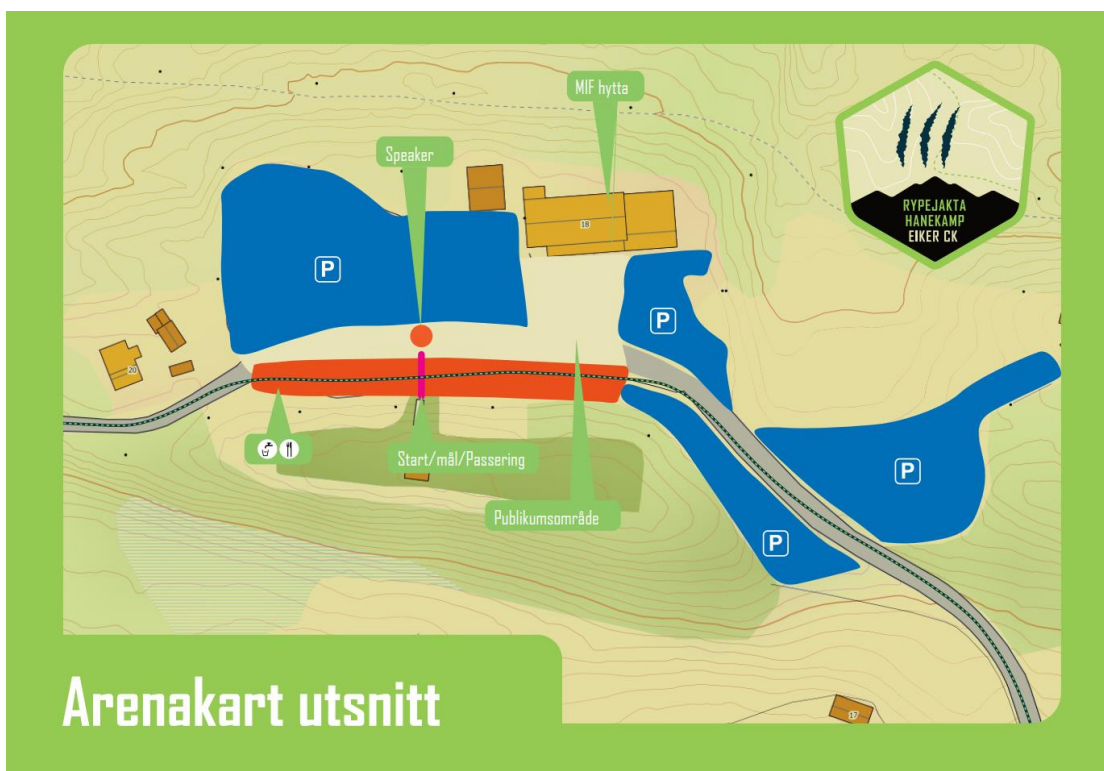 MIF hytta
Speaker
RYPEJAKTA
HANEKAMP
EIKER CK
18
P
P
20
P
Start/mål/Passering
Publikumsområde
P
Arenakart utsnitt
17